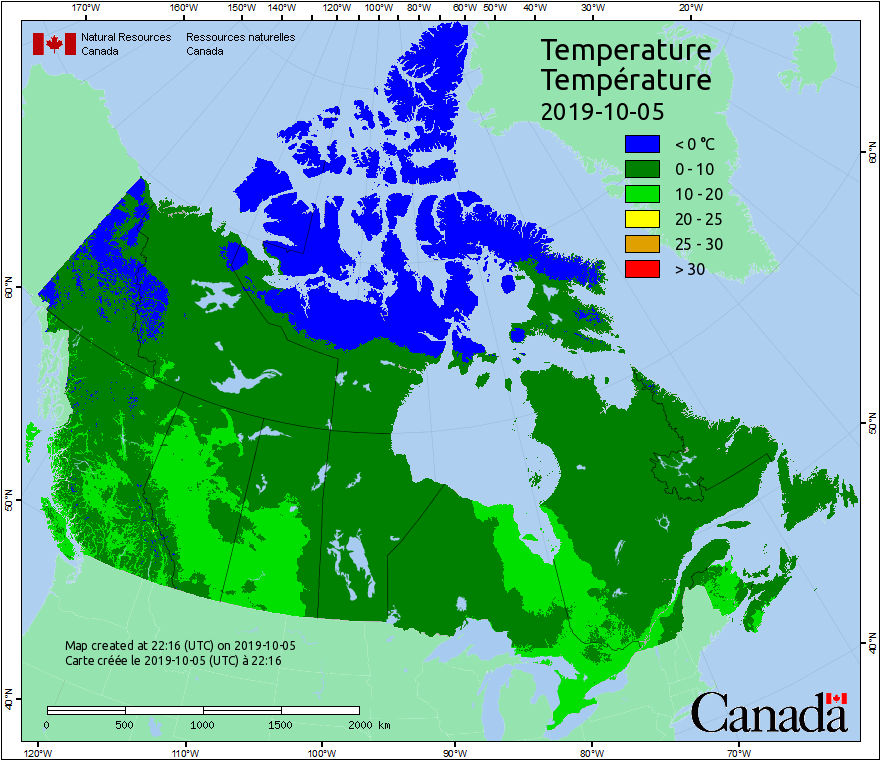 170°W 160°W 150°W 140°W 130°W 120°W 110°W 100°W 90°W 80°W 70°W 60°W 50°W 40°W 30°W 20°W
Natural Resources Ressources naturelles
Canada Canada
Temperature
Température
2019-10-05
< 0 °C
0 - 10
10 - 20
20 - 25
25 - 30
> 30
60°N 60°N
50°N 50°N
40°N 40°N
Map created at 22:16 (UTC) on 2019-10-05
Carte créée le 2019-10-05 (UTC) à 22:16
0 500 1000 1500 2000 km
Canada
120°W 110°W 100°W 90°W 80°W 70°W